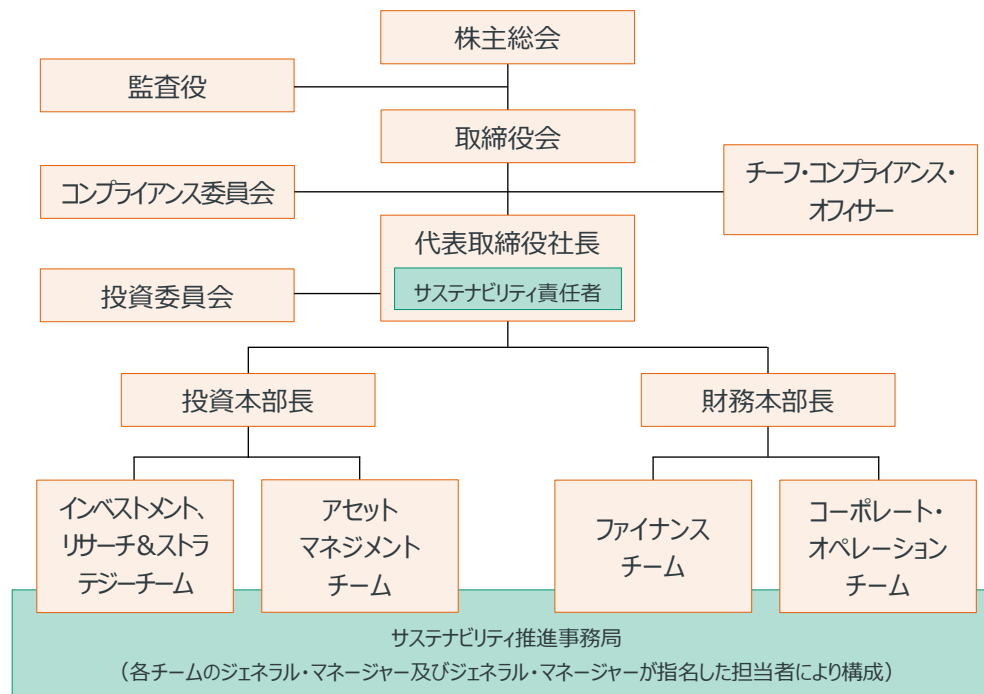 株主総会
監査役
取締役会
コンプライアンス委員会
チーフ・コンプライアンス・
オフィサー
代表取締役社長
サステナビリティ責任者
投資委員会
投資本部長
財務本部長
インベストメント、
リサーチ&ストラ
テジーチーム
アセット
マネジメント
チーム
ファイナンス
チーム
コーポレート・
オペレーション
チーム
サステナビリティ推進事務局
（各チームのジェネラル・マネージャー及びジェネラル・マネージャーが指名した担当者により構成）